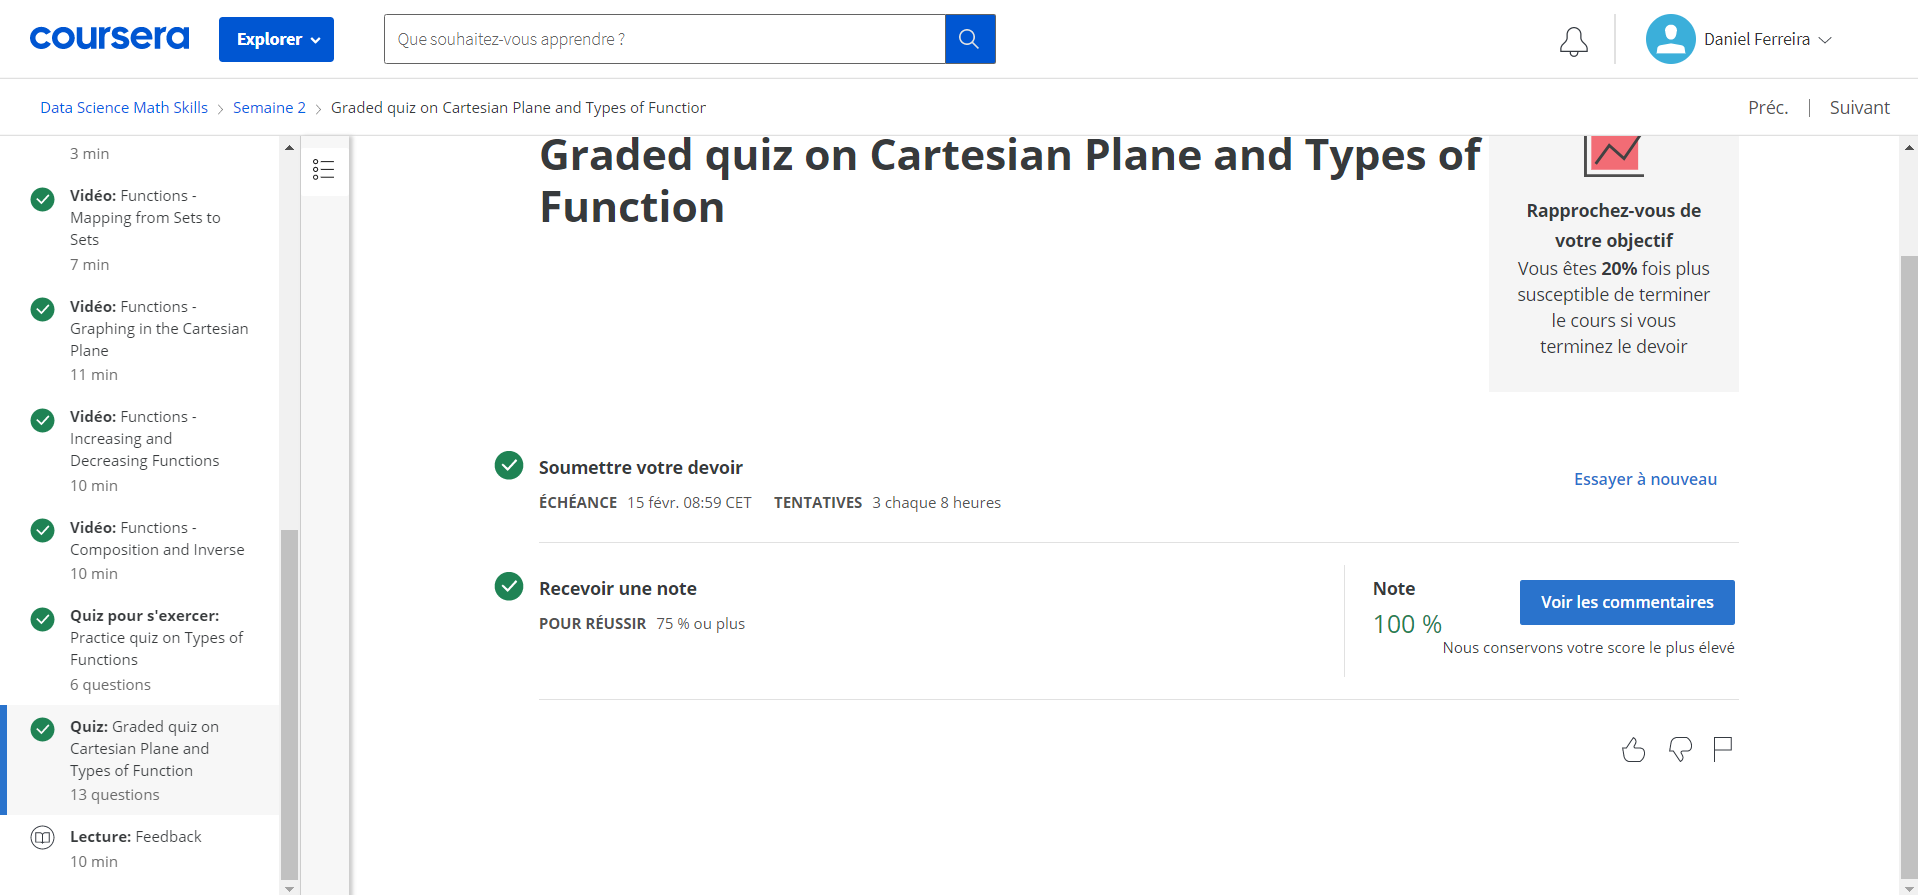 coursera
Explorer
Que souhaitez-vous apprendre ?
Daniel Ferreira
Data Science Math Skills
Semaine 2
Graded quiz on Cartesian Plane and Types of Function
Préc.
Suivant
3 min
Vidéo: Functions -
Mapping from Sets to
Sets
7 min
Vidéo: Functions -
Graphing in the Cartesian
Plane
11 min
Vidéo: Functions -
Increasing and
Decreasing Functions
10 min
Vidéo: Functions -
Composition and Inverse
10 min
Quiz pour s'exercer:
Practice quiz on Types of
Functions
6 questions
Quiz: Graded quiz on
Cartesian Plane and
Types of Function
13 questions
Lecture: Feedback
10 min
Graded quiz on Cartesian Plane and Types of
Function
Rapprochez-vous de
votre objectif
Vous êtes 20% fois plus
susceptible de terminer
le cours si vous
terminez le devoir
Soumettre votre devoir
ÉCHÉANCE 15 févr. 08:59 CET TENTATIVES 3 chaque 8 heures
Essayer à nouveau
Recevoir une note
POUR RÉUSSIR 75 % ou plus
Note
100 %
Voir les commentaires
Nous conservons votre score le plus élevé